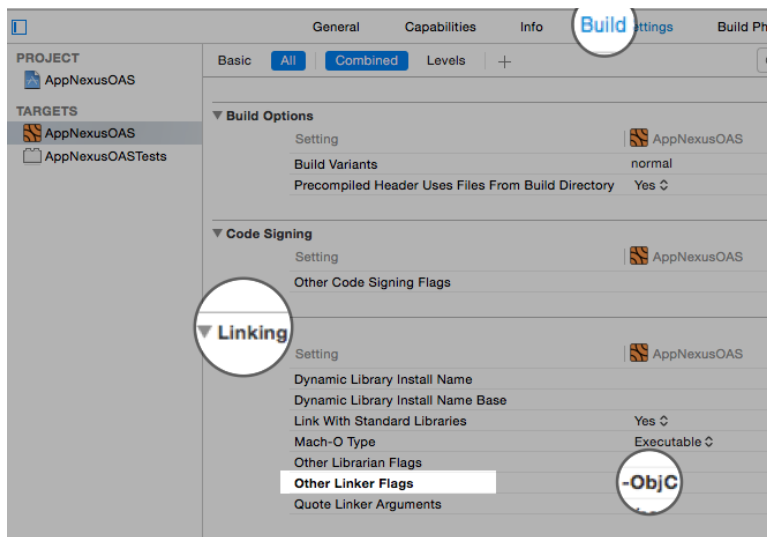 General Capabilities Info Build ttings Build Ph
PROJECT
AppNexusOAS
TARGETS
AppNexusOAS
AppNexusOASTests
Basic All Combined Levels +
Build Options
Setting AppNexusOAS
Build Variants normal
Precompiled Header Uses Files From Build Directory Yes
Code Signing
Setting AppNexusOAS
Other Code Signing Flags
Linking
Setting AppNexusOAS
Dynamic Library Install Name
Dynamic Library Install Name Base
Link With Standard Libraries Yes
Mach-O Type Executable
Other Librarian Flags
Other Linker Flags -ObjC
Quote Linker Arguments